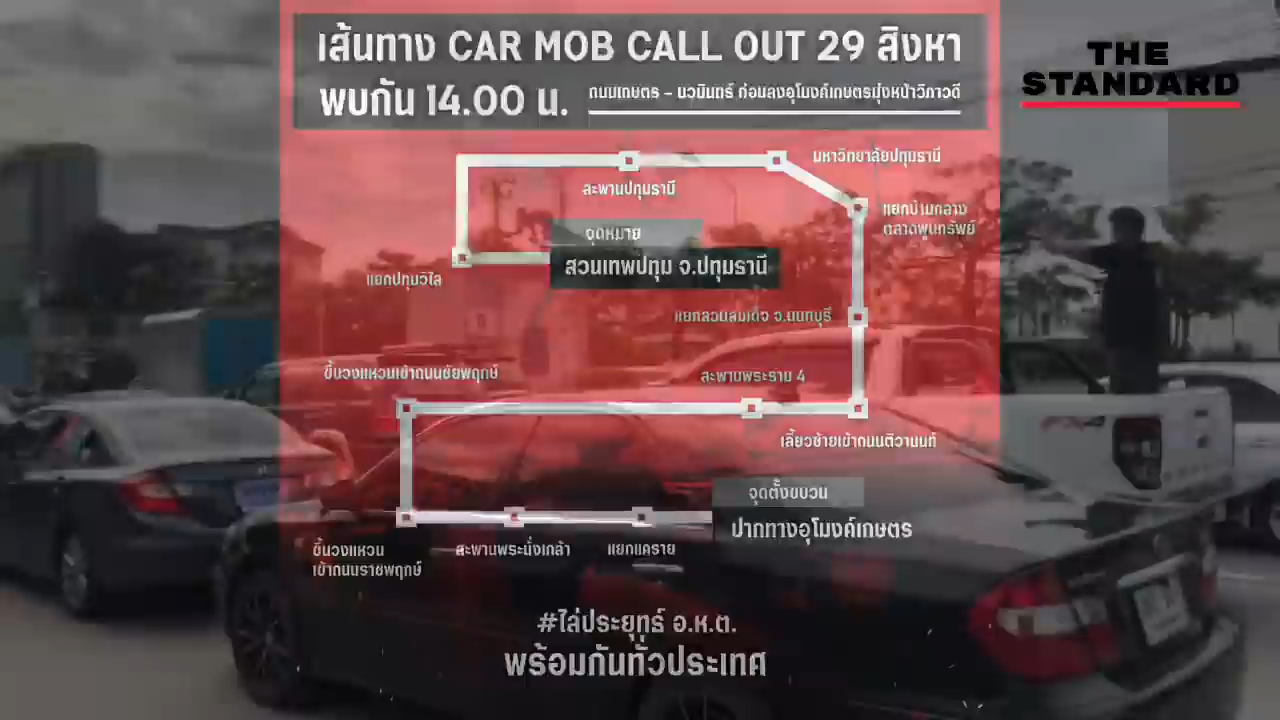 เส้นทาง CAR MOB CALL OUT 29 สิงหา
พบกัน 14.00 น.
ถนนเกษตร – นวมินทร์ ก่อนลงอุโมงค์เกษตรมุ่งหน้าวิภาวดี
THE
STANDARD
มหาวิทยาลัยปทุมธานี
สะพานปทุมธานี
แยกบ้านกลาง
ตลาดพูนทรัพย์
จุดหมาย
สวนเทพปทุม จ.ปทุมธานี
แยกปทุมวิไล
แยกสวนสมเด็จ จ.นนทบุรี
ขึ้นวงแหวนเข้าถนนชัยพฤกษ์
สะพานพระราม 4
เลี้ยวซ้ายเข้าถนนติวานนท์
จุดตั้งขบวน
ปากทางอุโมงค์เกษตร
ขึ้นวงแหวน
เข้าถนนราชพฤกษ์
สะพานพระนั่งเกล้า
แยกแคราย
#ไล่ประยุทธ์ อ.ห.ต.
พร้อมกันทั่วประเทศ